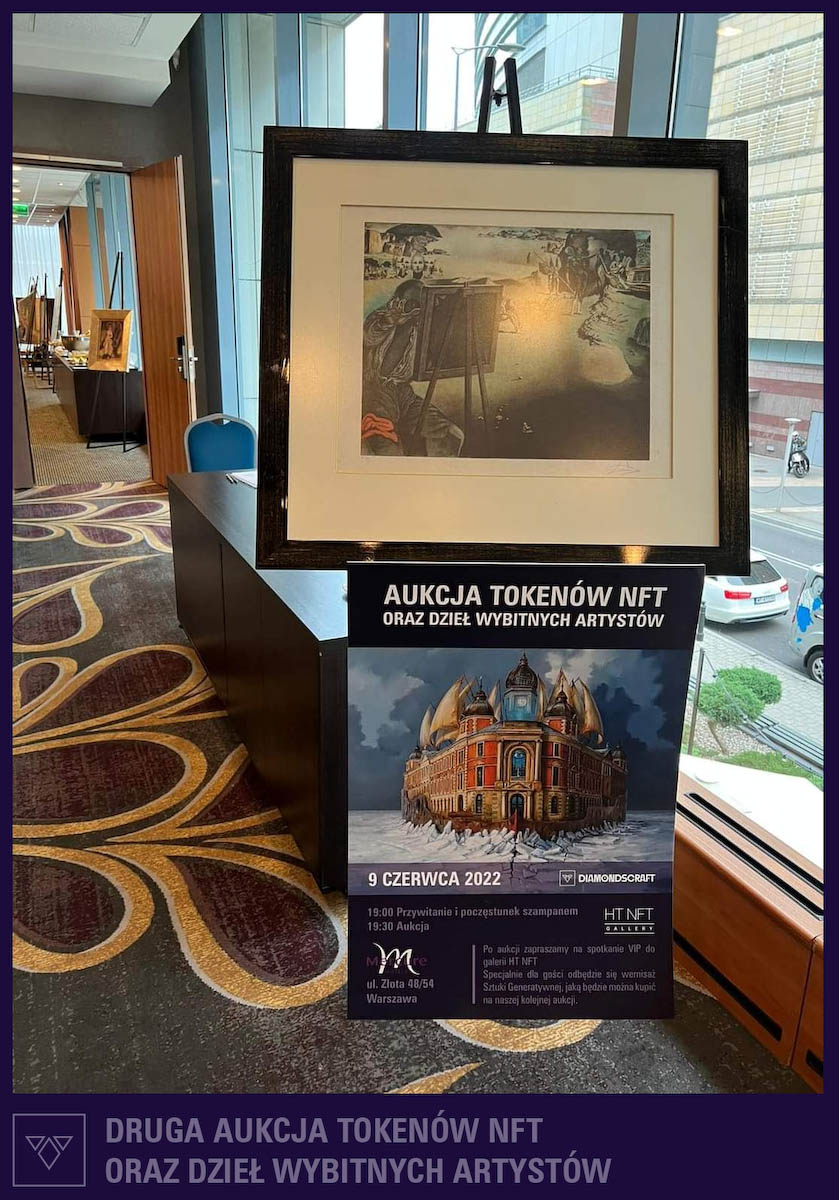 AUKCJA TOKENÓW NFT
ORAZ DZIEŁ WYBITNYCH ARTYSTÓW
9 CZERWCA 2022
DIAMONDSCRAFT
19:00 Przywitanie i poczęstunek szampanem
19:30 Aukcja
HT NFT
GALLERY
Mercure
ul. Złota 48/54
Warszawa
Po aukcji zapraszamy na spotkanie VIP do
galerii HT NFT
Specjalnie dla gości odbędzie się wernisaż
Sztuki Generatywnej, jaką będzie można kupić
na naszej kolejnej aukcji.
DRUGA AUKCJA TOKENÓW NFT
ORAZ DZIEŁ WYBITNYCH ARTYSTÓW